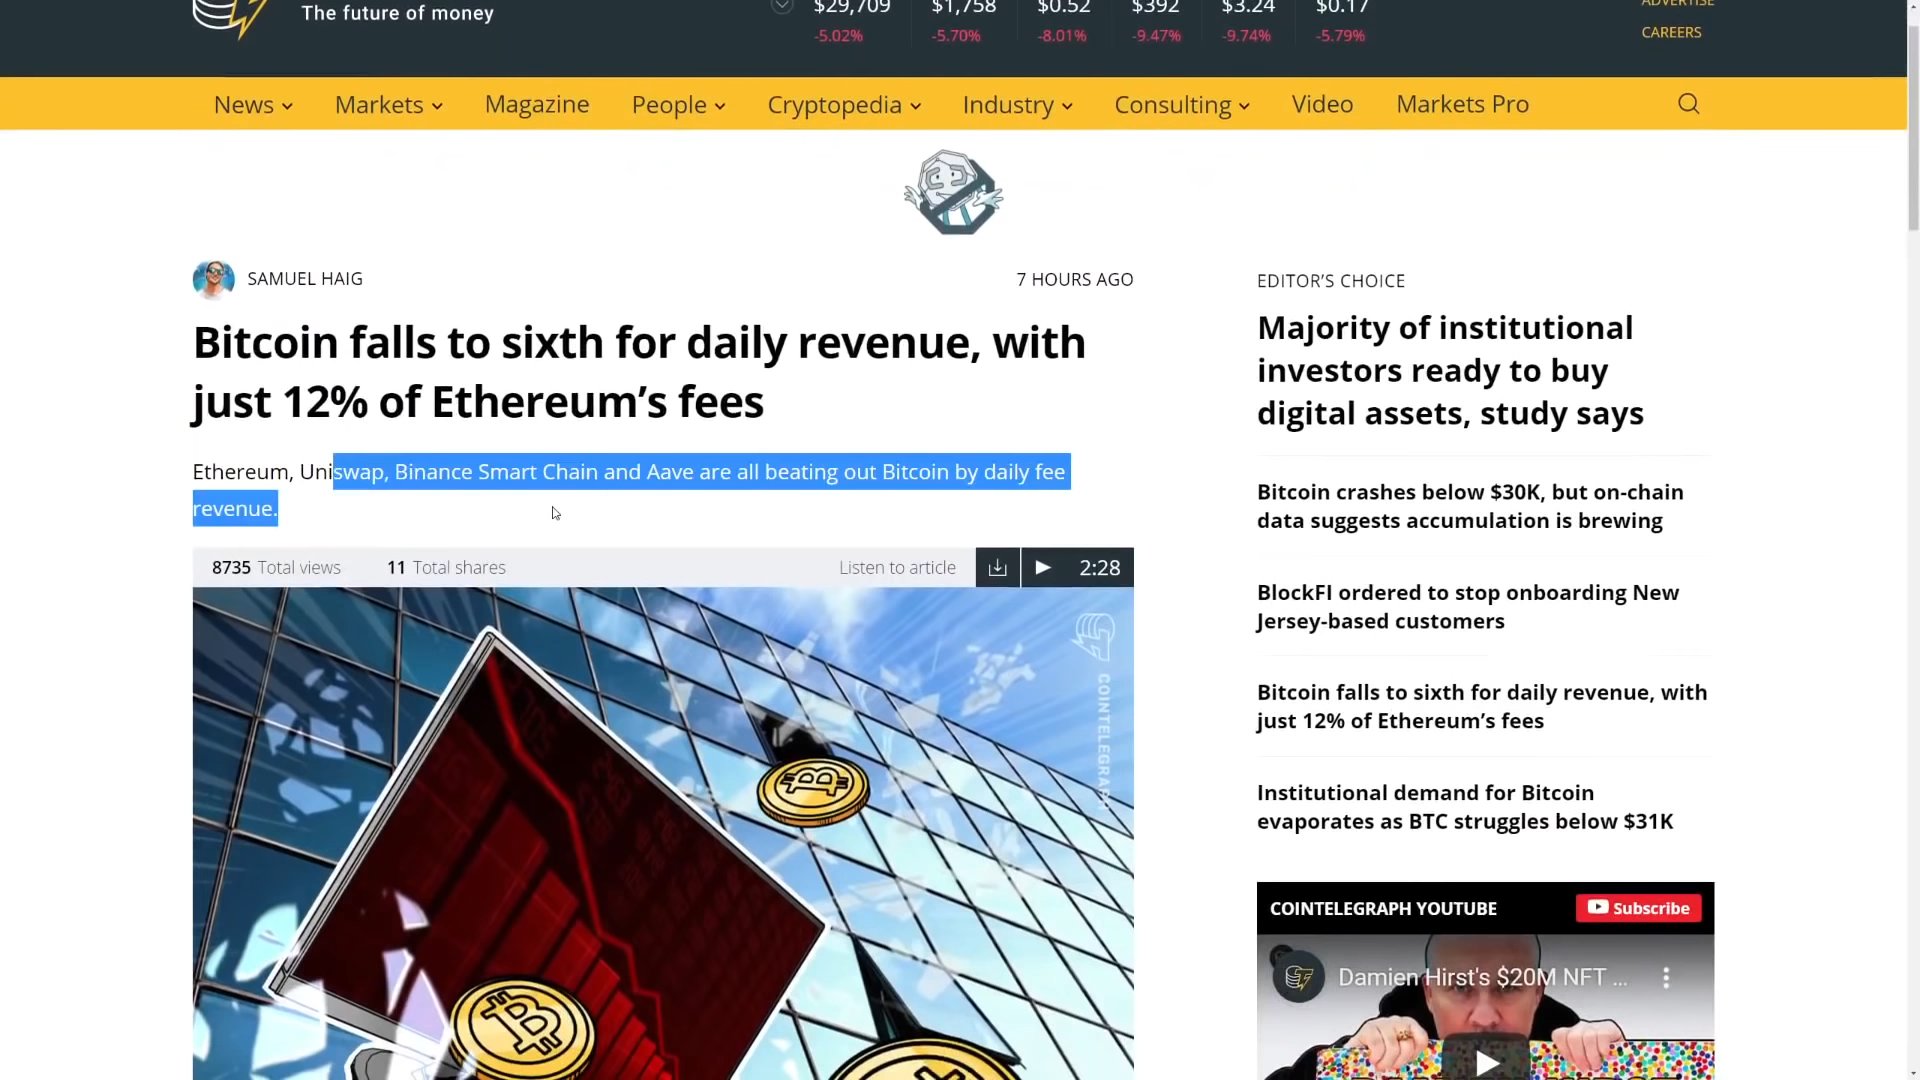 The future of money
$29,709 $1,758 $0.52 $392 $3.24 $0.17
-5.02% -5.70% -8.01% -9.47% -9.74% -5.79%
ADVERTISE
CAREERS
News Markets Magazine People Cryptopedia Industry Consulting Video Markets Pro
SAMUEL HAIG
7 HOURS AGO
Bitcoin falls to sixth for daily revenue, with
just 12% of Ethereum’s fees
Ethereum, Uniswap, Binance Smart Chain and Aave are all beating out Bitcoin by daily fee
revenue.
8735 Total views 11 Total shares Listen to article 2:28
COINTELEGRAPH
EDITOR’S CHOICE
Majority of institutional
investors ready to buy
digital assets, study says
Bitcoin crashes below $30K, but on-chain
data suggests accumulation is brewing
BlockFI ordered to stop onboarding New
Jersey-based customers
Bitcoin falls to sixth for daily revenue, with
just 12% of Ethereum’s fees
Institutional demand for Bitcoin
evaporates as BTC struggles below $31K
COINTELEGRAPH YOUTUBE Subscribe
Damien Hirst's $20M NFT ...